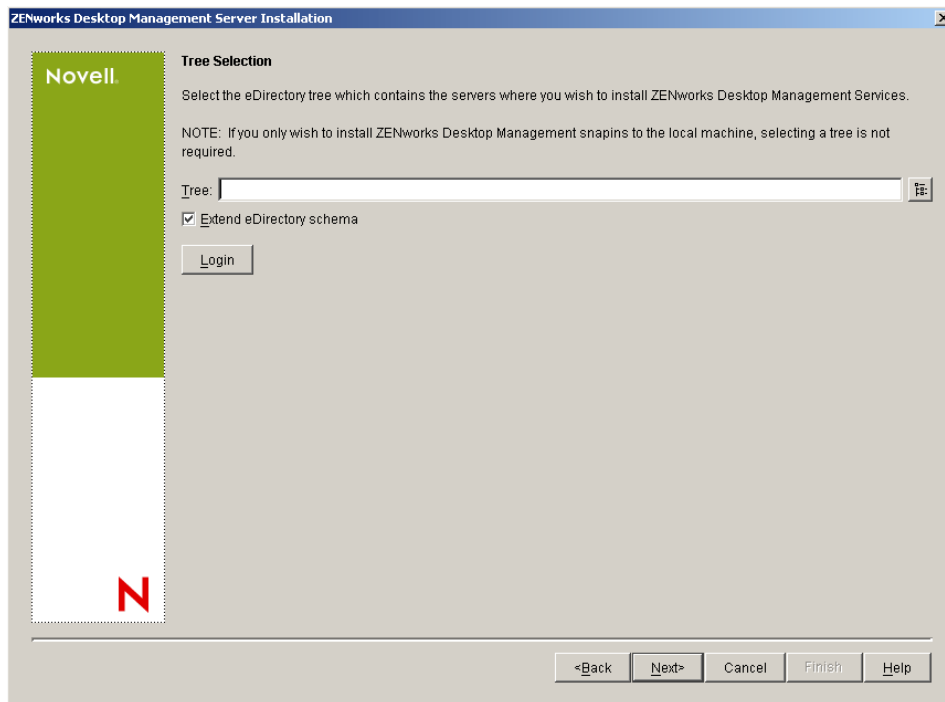 ZENworks Desktop Management Server Installation
Novell.
Tree Selection
Select the eDirectory tree which contains the servers where you wish to install ZENworks Desktop Management Services.
NOTE: If you only wish to install ZENworks Desktop Management snapins to the local machine, selecting a tree is not
required.
Tree:
Extend eDirectory schema
Login
N
<Back Next> Cancel Finish Help